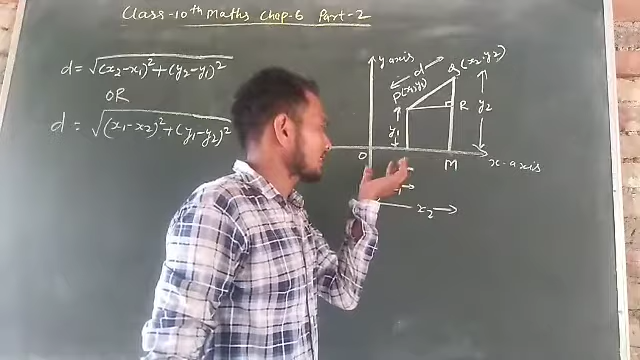 Class-10th Maths Chap-6 Part-2
d = √(x2-x1)²+(y2-y1)²
OR
d = √(x1-x2)²+(y1-y2)²
y axis
d
Q(x2,y2)
P(x1,y1)
R
y1
y2
O
M
x-axis
x2